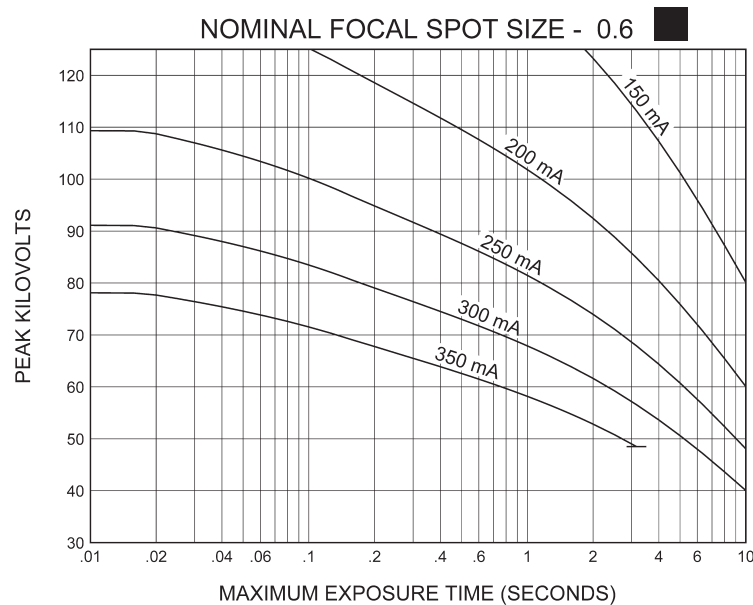 NOMINAL FOCAL SPOT SIZE - 0.6
120
110
100
90
80
70
60
50
40
30
PEAK KILOVOLTS
150 mA
200 mA
250 mA
300 mA
350 mA
.01 .02 .04 .06 .1 .2 .4 .6 1 2 4 6 10
MAXIMUM EXPOSURE TIME (SECONDS)